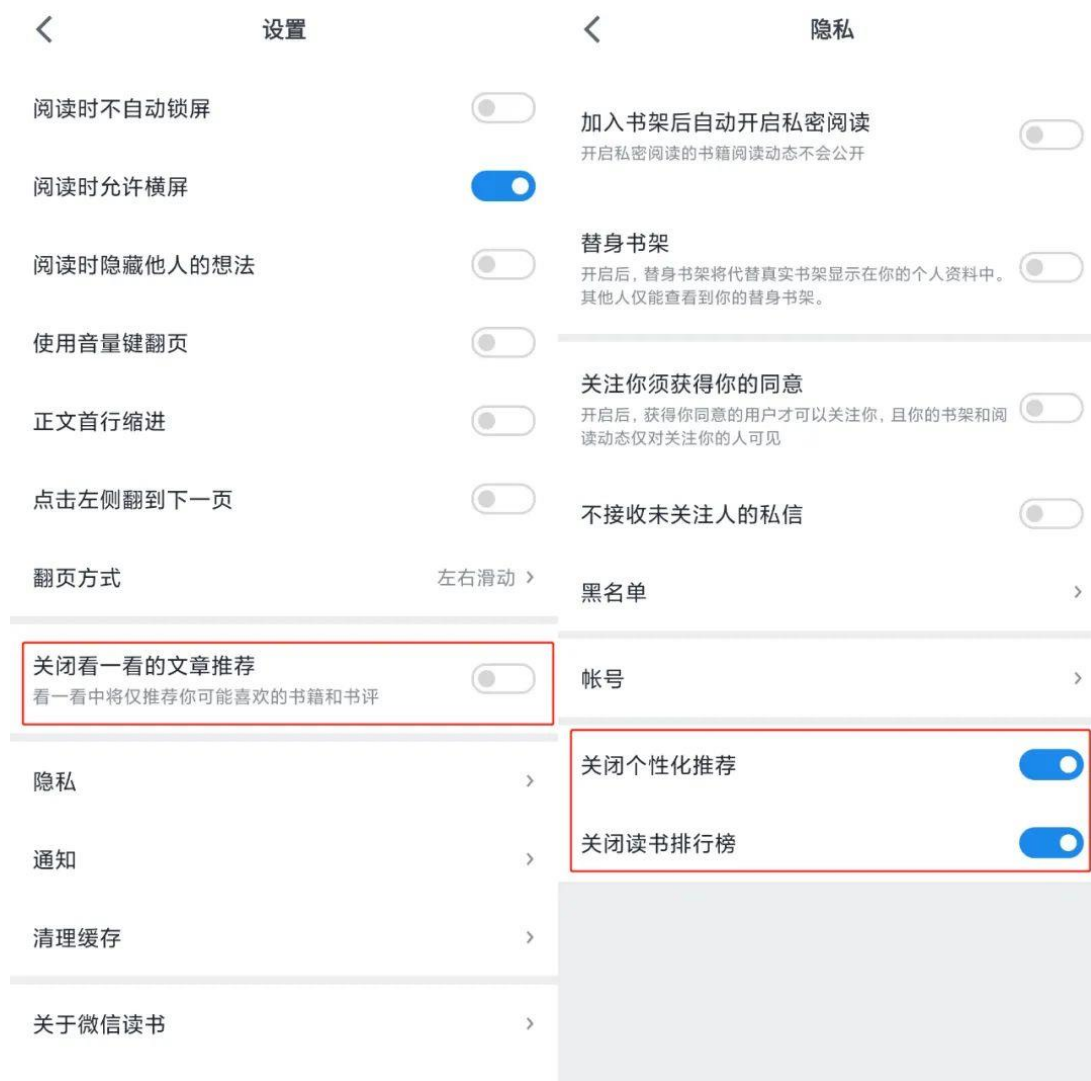 设置
阅读时不自动锁屏
阅读时允许横屏
阅读时隐藏他人的想法
使用音量键翻页
正文首行缩进
点击左侧翻到下一页
翻页方式 左右滑动
关闭看一看的文章推荐
看一看中将仅推荐你可能喜欢的书籍和书评
隐私
通知
清理缓存
关于微信读书
隐私
加入书架后自动开启私密阅读
开启私密阅读的书籍阅读动态不会公开
替身书架
开启后，替身书架将代替真实书架显示在你的个人资料中。
其他人仅能查看到你的替身书架。
关注你须获得你的同意
开启后，获得你同意的用户才可以关注你，且你的书架和阅
读动态仅对关注你的人可见
不接收未关注人的私信
黑名单
帐号
关闭个性化推荐
关闭读书排行榜